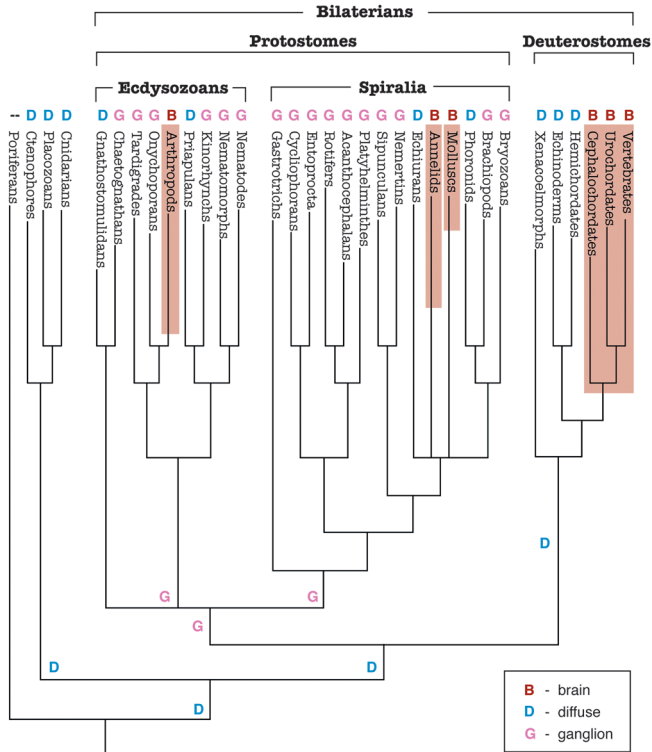 Bilaterians
Protostomes
Deuterostomes
Ecdysozoans
Spiralia
-- D D D D G G G B D G G G G G G G G G G G D B B D G G D D D B B B
Poriferans
Ctenophores
Placozoans
Cnidarians
Gnathostomulidans
Chaetognathans
Tardigrades
Onychoporans
Arthropods
Priapulans
Kinorhynchs
Nematomorphs
Nematodes
Gastrotrichs
Cycliophorans
Entoprocta
Rotifers
Acanthocephalans
Platyhelminthes
Sipunculans
Nemertins
Echiurans
Annelids
Molluscs
Phoronids
Brachiopods
Bryozoans
Xenacoelmorphs
Echinoderms
Hemichordates
Cephalochordates
Urochordates
Vertebrates
D
G
G
G
D
D
D
B - brain
D - diffuse
G - ganglion